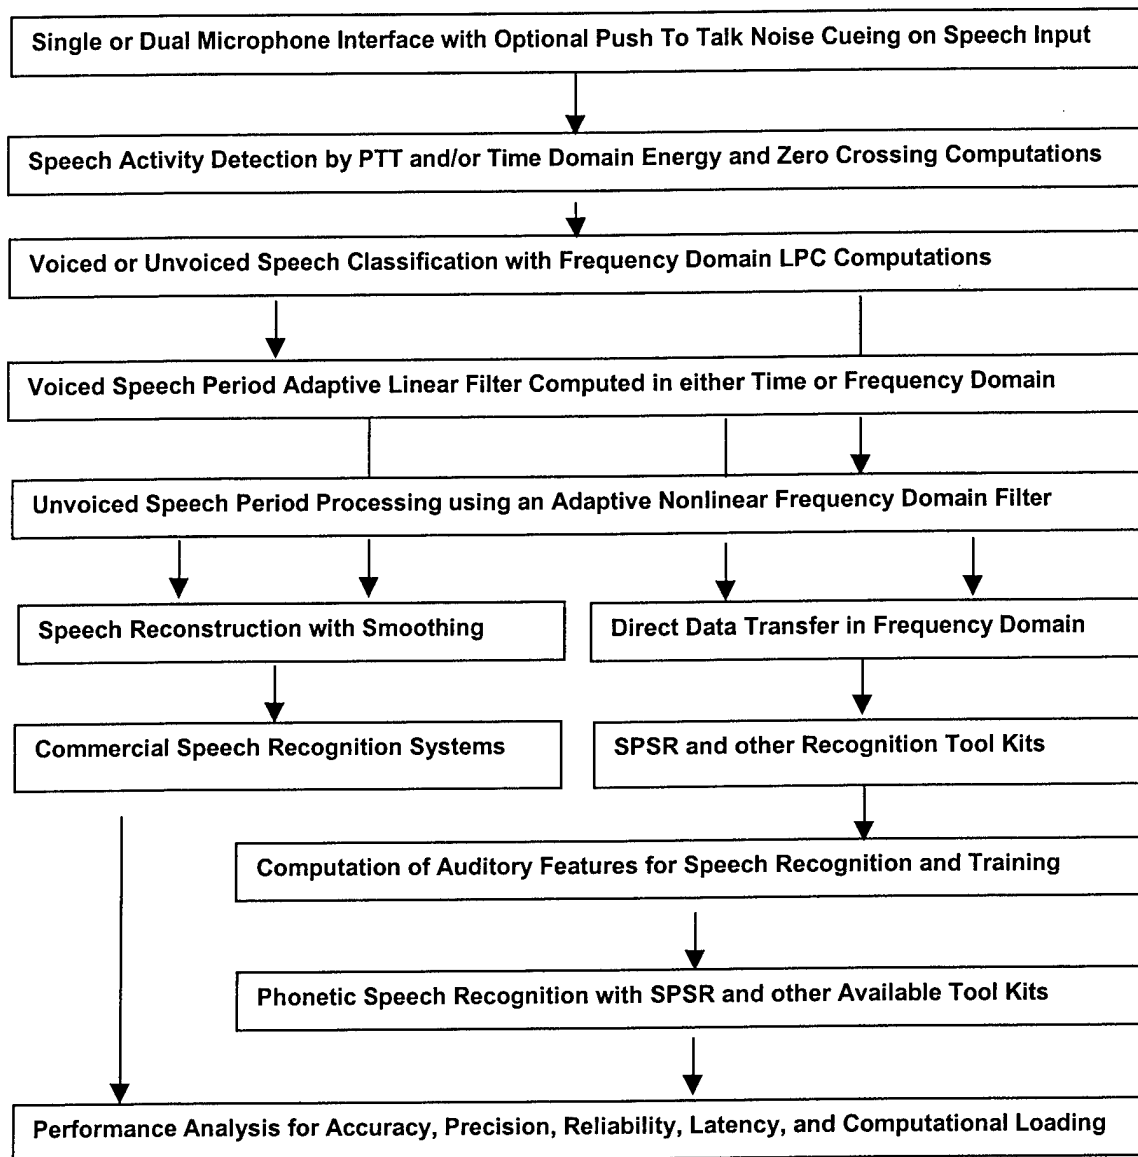 Single or Dual Microphone Interface with Optional Push To Talk Noise Cueing on Speech Input
Speech Activity Detection by PTT and/or Time Domain Energy and Zero Crossing Computations
Voiced or Unvoiced Speech Classification with Frequency Domain LPC Computations
Voiced Speech Period Adaptive Linear Filter Computed in either Time or Frequency Domain
Unvoiced Speech Period Processing using an Adaptive Nonlinear Frequency Domain Filter
Speech Reconstruction with Smoothing
Direct Data Transfer in Frequency Domain
Commercial Speech Recognition Systems
SPSR and other Recognition Tool Kits
Computation of Auditory Features for Speech Recognition and Training
Phonetic Speech Recognition with SPSR and other Available Tool Kits
Performance Analysis for Accuracy, Precision, Reliability, Latency, and Computational Loading